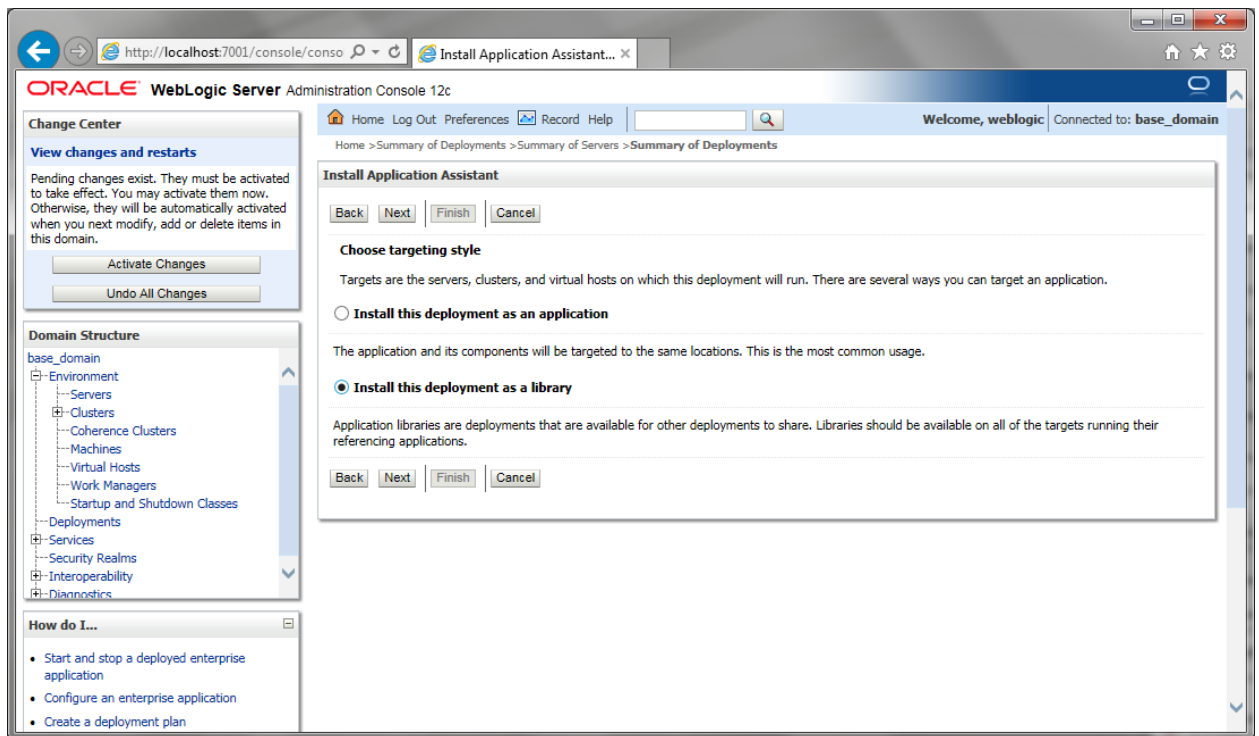 http://localhost:7001/console/conso
Install Application Assistant...
ORACLE WebLogic Server Administration Console 12c
Change Center
View changes and restarts
Pending changes exist. They must be activated
to take effect. You may activate them now.
Otherwise, they will be automatically activated
when you next modify, add or delete items in
this domain.
Activate Changes
Undo All Changes
Domain Structure
base_domain
Environment
Servers
Clusters
Coherence Clusters
Machines
Virtual Hosts
Work Managers
Startup and Shutdown Classes
Deployments
Services
Security Realms
Interoperability
Diagnostics
How do I...
• Start and stop a deployed enterprise
application
• Configure an enterprise application
• Create a deployment plan
Home Log Out Preferences Record Help
Welcome, weblogic Connected to: base_domain
Home >Summary of Deployments >Summary of Servers >Summary of Deployments
Install Application Assistant
Back Next Finish Cancel
Choose targeting style
Targets are the servers, clusters, and virtual hosts on which this deployment will run. There are several ways you can target an application.
Install this deployment as an application
The application and its components will be targeted to the same locations. This is the most common usage.
Install this deployment as a library
Application libraries are deployments that are available for other deployments to share. Libraries should be available on all of the targets running their
referencing applications.
Back Next Finish Cancel